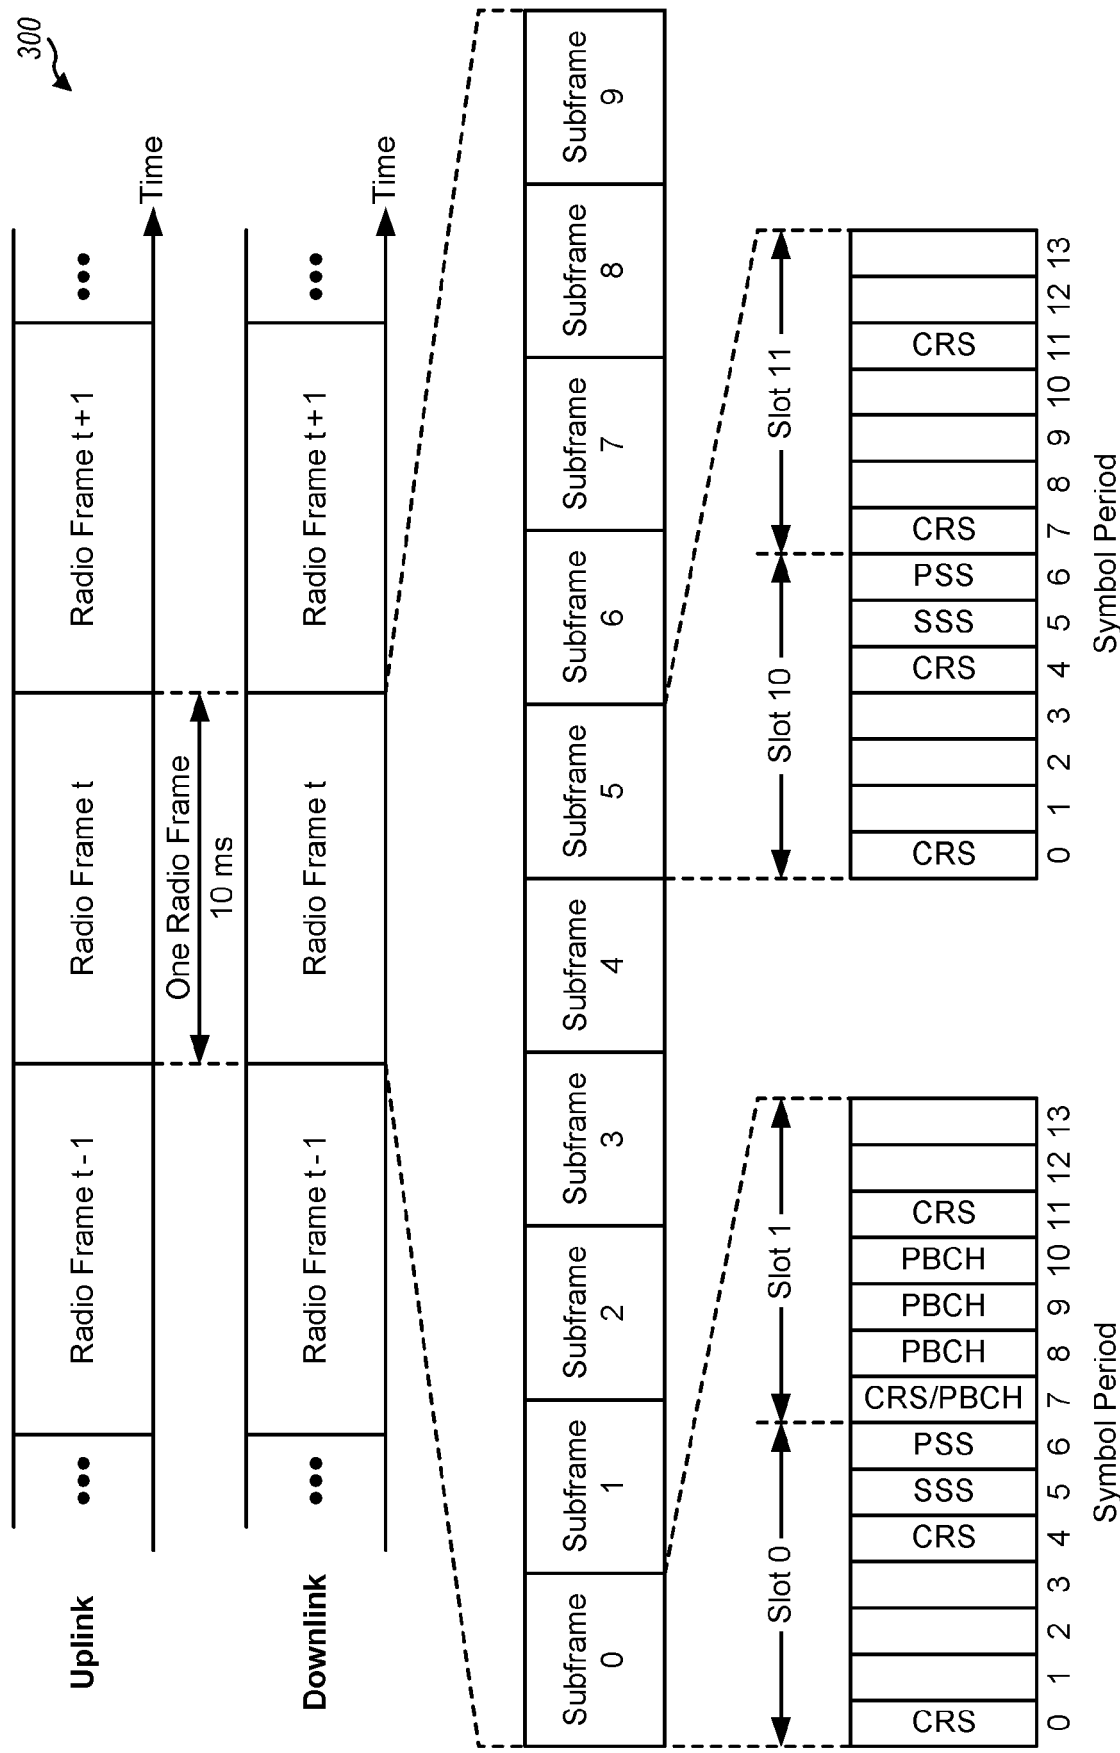 300
Uplink
Radio Frame t - 1
Radio Frame t
Radio Frame t + 1
Time
One Radio Frame
10 ms
Downlink
Radio Frame t - 1
Radio Frame t
Radio Frame t + 1
Time
Subframe
0
Subframe
1
Subframe
2
Subframe
3
Subframe
4
Subframe
5
Subframe
6
Subframe
7
Subframe
8
Subframe
9
Slot 0
Slot 1
CRS
CRS
SSS
PSS
CRS/PBCH
PBCH
PBCH
PBCH
CRS
0 1 2 3 4 5 6 7 8 9 10 11 12 13
Symbol Period
Slot 10
Slot 11
CRS
CRS
SSS
PSS
CRS
CRS
0 1 2 3 4 5 6 7 8 9 10 11 12 13
Symbol Period